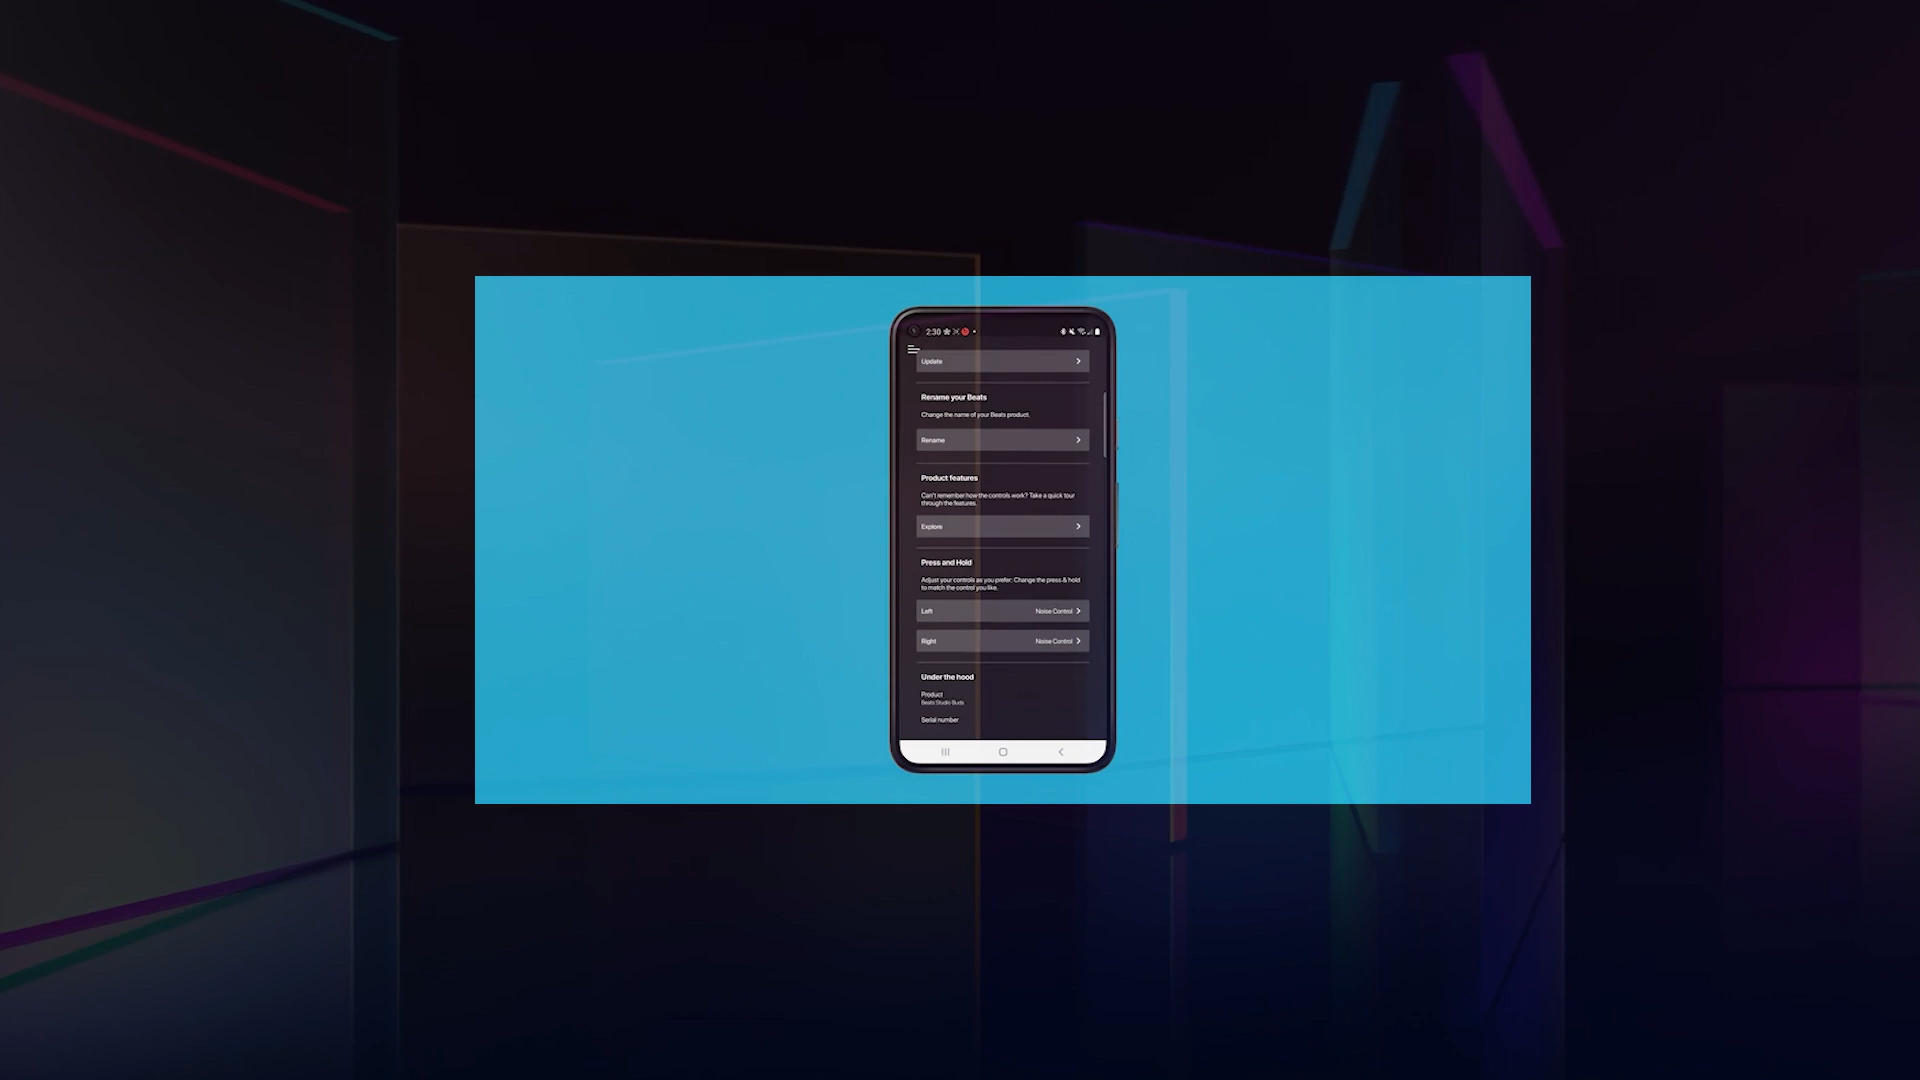 2:30
Update
Rename your Beats
Change the name of your Beats product.
Rename
Product features
Can't remember how the controls work? Take a quick tour
through the features.
Explore
Press and Hold
Adjust your controls as you prefer: Change the press & hold
to match the control you like.
Left Noise Control
Right Noise Control
Under the hood
Product
Beats Studio Buds
Serial number